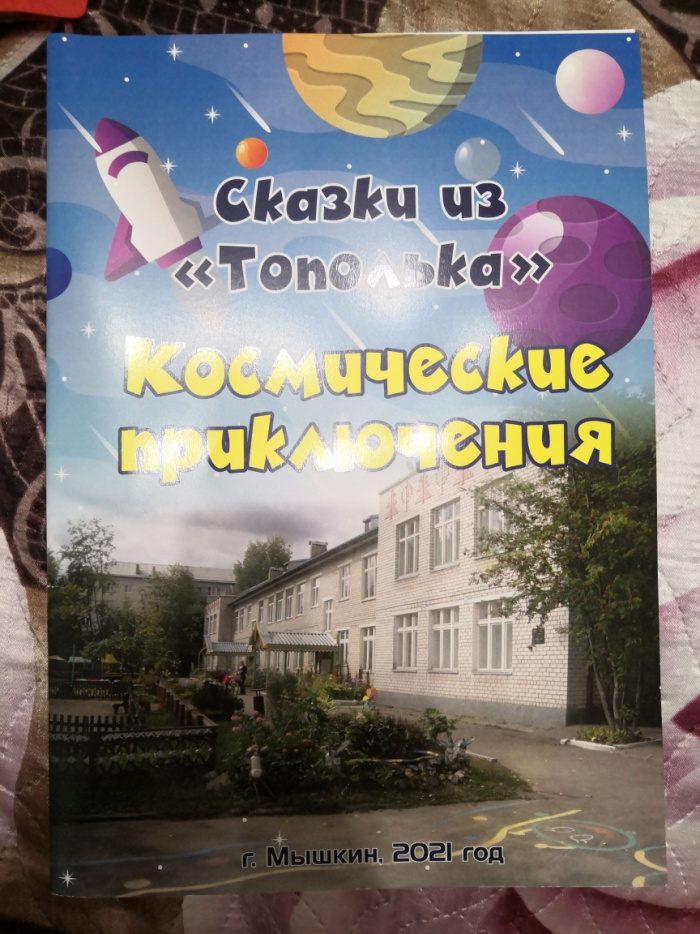 Сказки из
«Тополька»
Космические
приключения
г. Мышкин, 2021 год